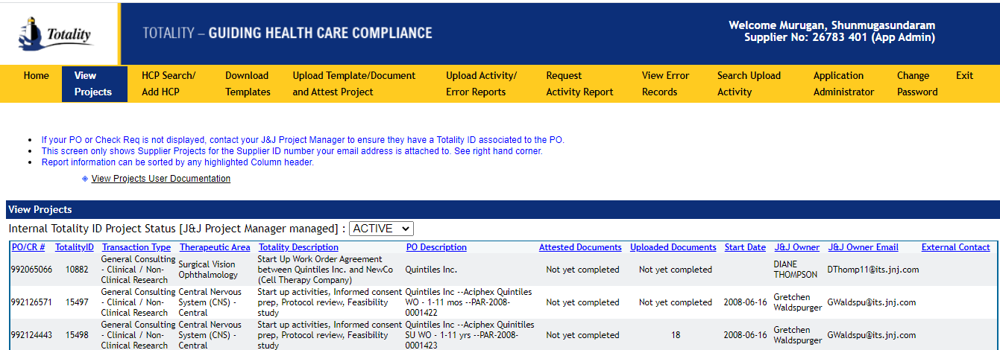 Totality
TOTALITY – GUIDING HEALTH CARE COMPLIANCE
Welcome Murugan, Shunmugasundaram
Supplier No: 26783 401 (App Admin)
Home
View
Projects
HCP Search/
Add HCP
Download
Templates
Upload Template/Document
and Attest Project
Upload Activity/
Error Reports
Request
Activity Report
View Error
Records
Search Upload
Activity
Application
Administrator
Change
Password
Exit
If your PO or Check Req is not displayed, contact your J&J Project Manager to ensure they have a Totality ID associated to the PO.
This screen only shows Supplier Projects for the Supplier ID number your email address is attached to. See right hand corner.
Report information can be sorted by any highlighted Column header.
View Projects User Documentation
View Projects
Internal Totality ID Project Status [J&J Project Manager managed] : ACTIVE
PO/CR # TotalityID Transaction Type Therapeutic Area Totality Description PO Description Attested Documents Uploaded Documents Start Date J&J Owner J&J Owner Email External Contact
992065066
10882
General Consulting
- Clinical / Non-
Clinical Research
Surgical Vision
Ophthalmology
Start Up Work Order Agreement
between Quintiles Inc. and NewCo
(Cell Therapy Company)
Quintiles Inc.
Not yet completed
Not yet completed
DIANE
THOMPSON
DThomp11@its.jnj.com
992126571
15497
General Consulting
- Clinical / Non-
Clinical Research
Central Nervous
System (CNS) -
Central
Start up activities, Informed consent
prep, Protocol review, Feasibility
study
Quintiles Inc --Aciphex Quintiles
WO - 1-11 mos --PAR-2008-
0001422
Not yet completed
Not yet completed
2008-06-16
Gretchen
Waldspurger
GWaldspu@its.jnj.com
992124443
15498
General Consulting
- Clinical / Non-
Clinical Research
Central Nervous
System (CNS) -
Central
Start up activities, Informed consent
prep, Protocol review, Feasibility
study
Quintiles Inc --Aciphex Quinitiles
SU WO - 1-11 yrs --PAR-2008-
0001423
Not yet completed
18
2008-06-16
Gretchen
Waldspurger
GWaldspu@its.jnj.com